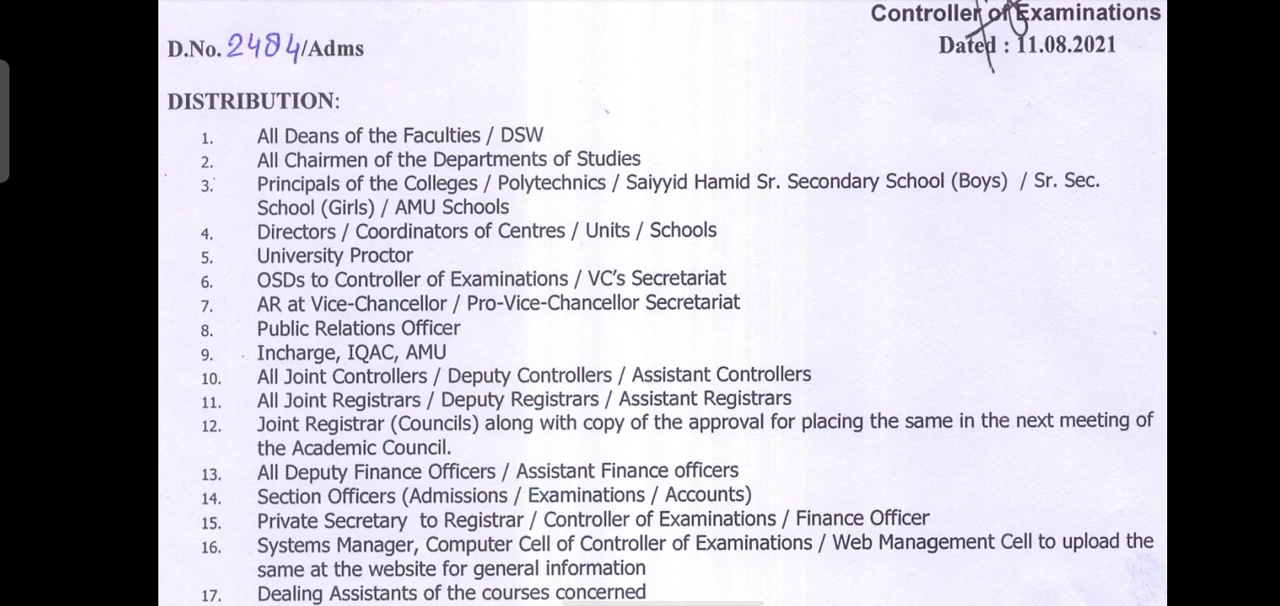 Controller of Examinations
D.No. 2484/Adms
Dated : 11.08.2021
DISTRIBUTION:
1. All Deans of the Faculties / DSW
2. All Chairmen of the Departments of Studies
3. Principals of the Colleges / Polytechnics / Saiyyid Hamid Sr. Secondary School (Boys) / Sr. Sec.
School (Girls) / AMU Schools
4. Directors / Coordinators of Centres / Units / Schools
5. University Proctor
6. OSDs to Controller of Examinations / VC's Secretariat
7. AR at Vice-Chancellor / Pro-Vice-Chancellor Secretariat
8. Public Relations Officer
9. Incharge, IQAC, AMU
10. All Joint Controllers / Deputy Controllers / Assistant Controllers
11. All Joint Registrars / Deputy Registrars / Assistant Registrars
12. Joint Registrar (Councils) along with copy of the approval for placing the same in the next meeting of
the Academic Council.
13. All Deputy Finance Officers / Assistant Finance officers
14. Section Officers (Admissions / Examinations / Accounts)
15. Private Secretary to Registrar / Controller of Examinations / Finance Officer
16. Systems Manager, Computer Cell of Controller of Examinations / Web Management Cell to upload the
same at the website for general information
17. Dealing Assistants of the courses concerned